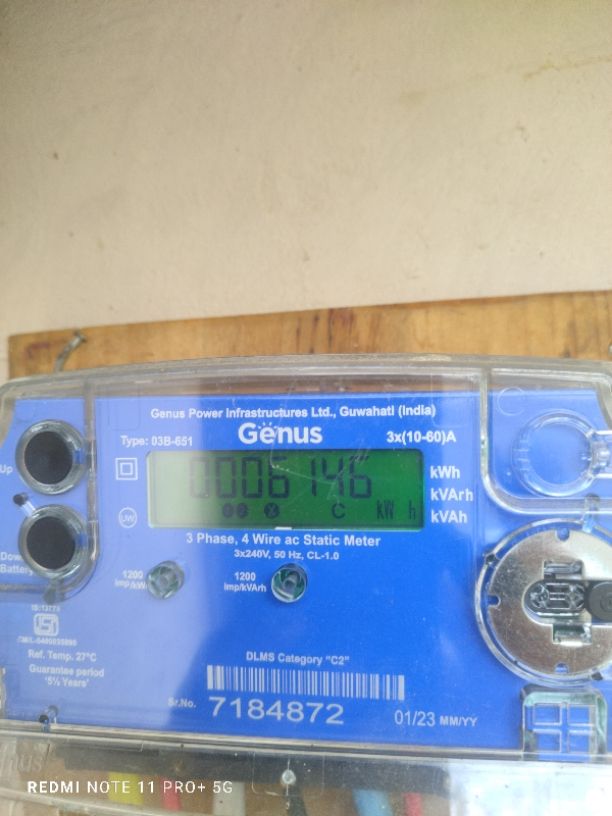 Genus Power Infrastructures Ltd., Guwahati (India)
Type: 03B-651
Genus
3x(10-60)A
Up
0006146
C kW h
kWh
kVArh
kVAh
UW
3 Phase, 4 Wire ac Static Meter
3x240V, 50 Hz, CL-1.0
Down
Battery
1200
imp/kWh
1200
imp/kVArh
Ref. Temp. 27°C
Guarantee period
'5½ Years'
DLMS Category "C2"
Sr.No. 7184872
01/23 MM/YY
REDMI NOTE 11 PRO+ 5G